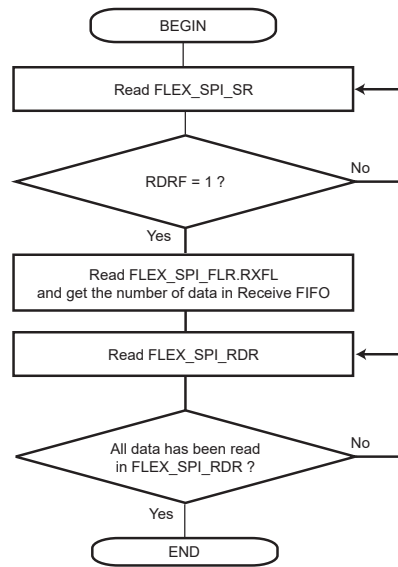 BEGIN
Read FLEX_SPI_SR
RDRF = 1 ?
No
Yes
Read FLEX_SPI_FLR.RXFL
and get the number of data in Receive FIFO
Read FLEX_SPI_RDR
All data has been read
in FLEX_SPI_RDR ?
No
Yes
END